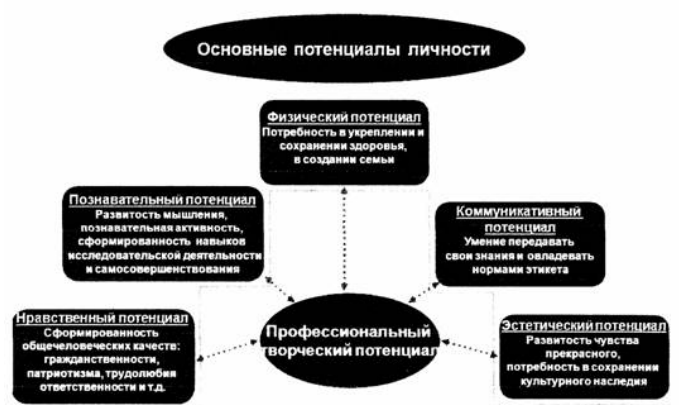 Основные потенциалы личности
Физический потенциал
Потребность в укреплении и
сохранении здоровья,
в создании семьи
Познавательный потенциал
Развитость мышления,
познавательная активность,
сформированность навыков
исследовательской деятельности
и самосовершенствования
Коммуникативный
потенциал
Умение передавать
свои знания и овладевать
нормами этикета
Нравственный потенциал
Сформированность
общечеловеческих качеств:
гражданственности,
патриотизма, трудолюбия
ответственности и т.д.
Профессиональный
творческий потенциал
Эстетический потенциал
Развитость чувства
прекрасного,
потребность в сохранении
культурного наследия